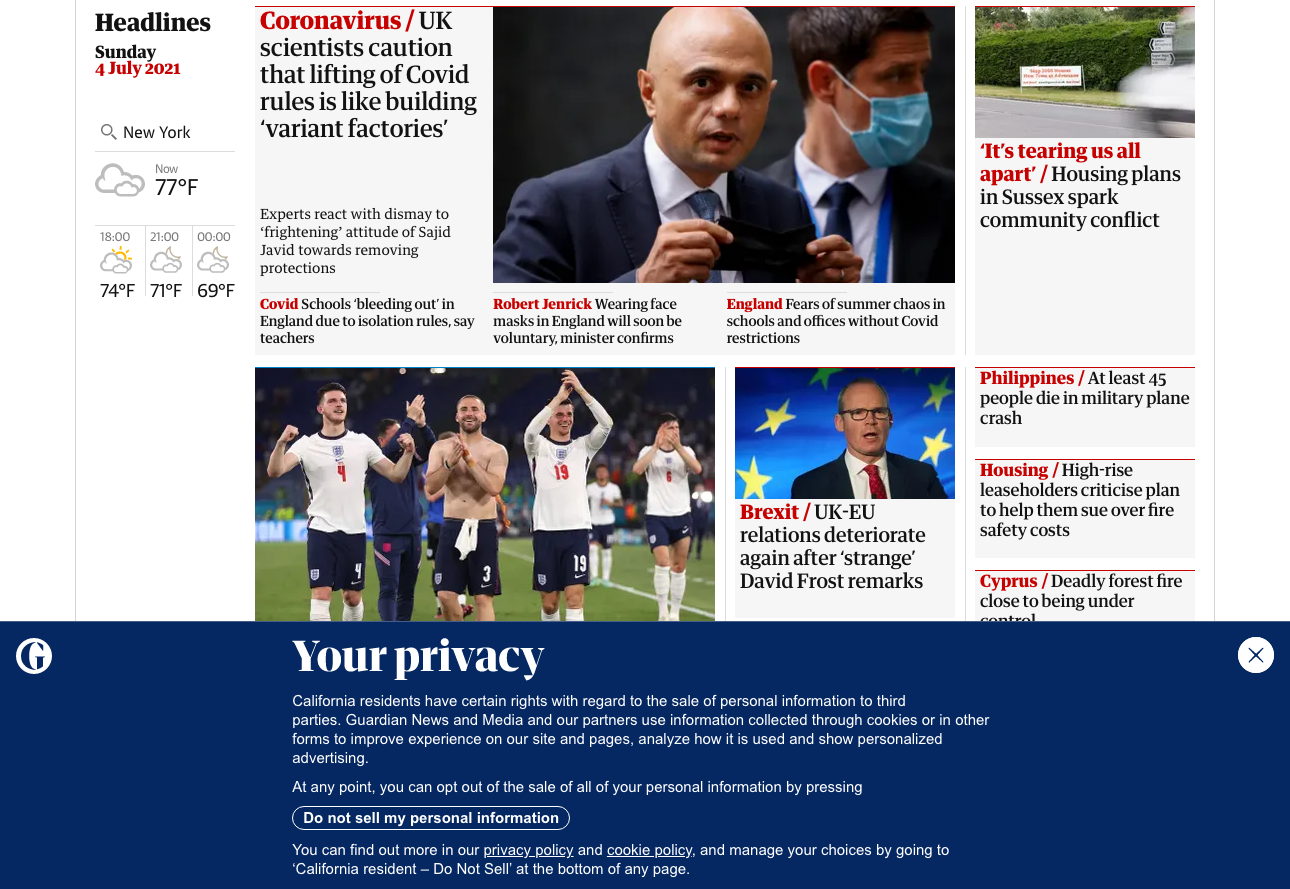 Headlines
Sunday
4 July 2021
New York
Now
77°F
18:00
21:00
00:00
74°F
71°F
69°F
Coronavirus / UK
scientists caution
that lifting of Covid
rules is like building
‘variant factories’
Experts react with dismay to
‘frightening’ attitude of Sajid
Javid towards removing
protections
Covid Schools ‘bleeding out’ in
England due to isolation rules, say
teachers
Robert Jenrick Wearing face
masks in England will soon be
voluntary, minister confirms
England Fears of summer chaos in
schools and offices without Covid
restrictions
‘It’s tearing us all
apart’ / Housing plans
in Sussex spark
community conflict
4
19
6
4
3
19
Brexit / UK-EU
relations deteriorate
again after ‘strange’
David Frost remarks
Philippines / At least 45
people die in military plane
crash
Housing / High-rise
leaseholders criticise plan
to help them sue over fire
safety costs
Cyprus / Deadly forest fire
close to being under
control
Your privacy
California residents have certain rights with regard to the sale of personal information to third
parties. Guardian News and Media and our partners use information collected through cookies or in other
forms to improve experience on our site and pages, analyze how it is used and show personalized
advertising.
At any point, you can opt out of the sale of all of your personal information by pressing
Do not sell my personal information
You can find out more in our privacy policy and cookie policy, and manage your choices by going to
‘California resident – Do Not Sell’ at the bottom of any page.